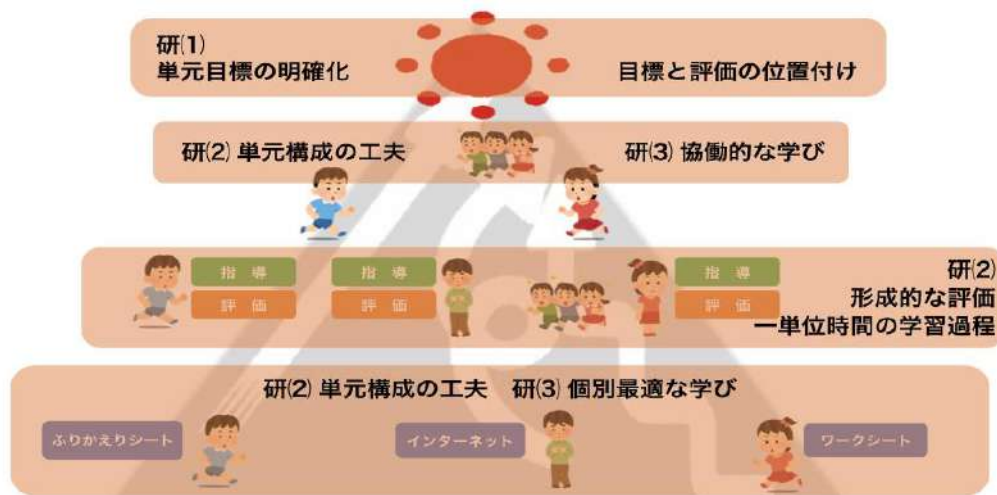 研⑴
単元目標の明確化
目標と評価の位置付け
研⑵ 単元構成の工夫
研⑶ 協働的な学び
指 導
評 価
指 導
評 価
指 導
評 価
研⑵
形成的な評価
一単位時間の学習過程
研⑵ 単元構成の工夫 研⑶ 個別最適な学び
ふりかえりシート
インターネット
ワークシート